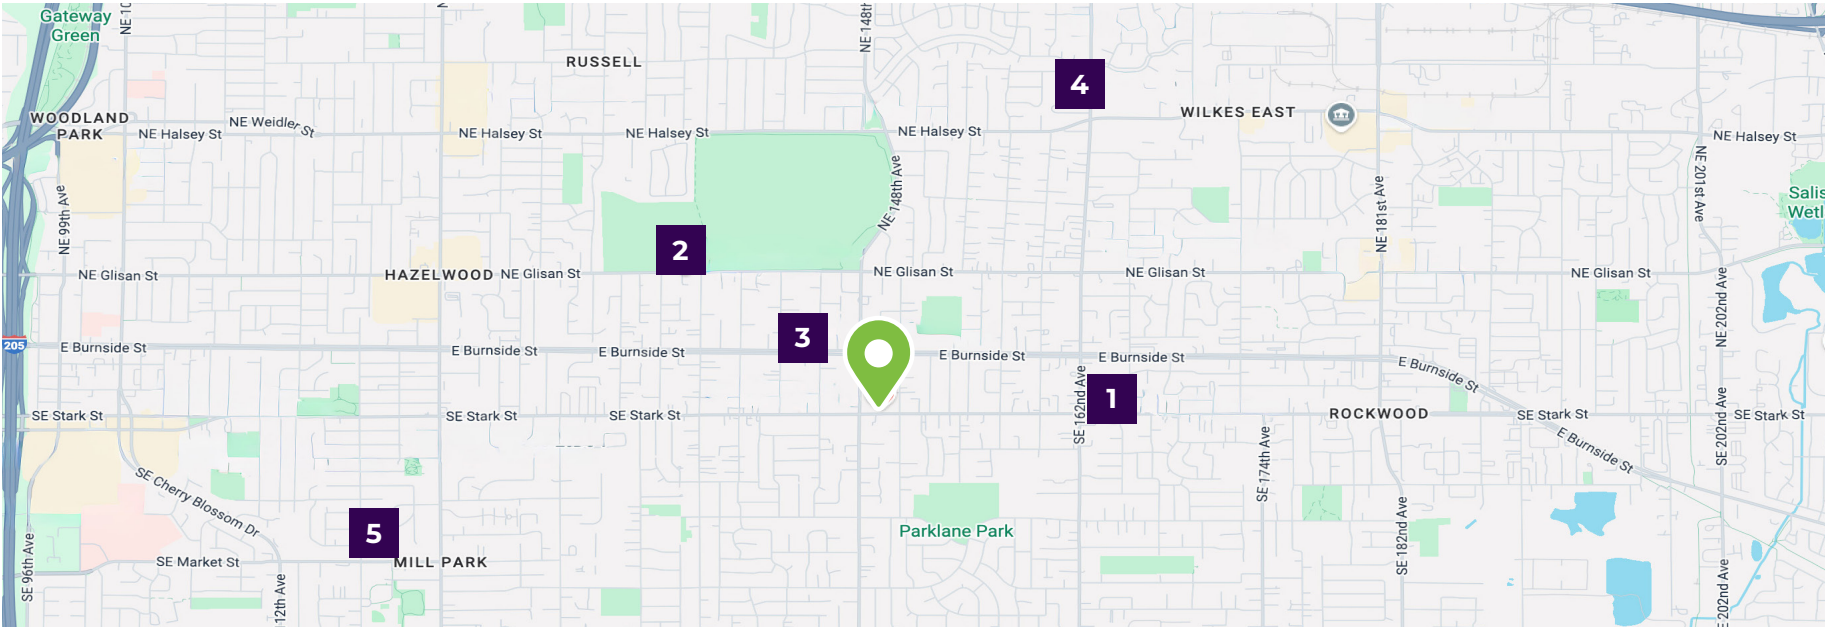 Gateway
Green
NE 10
N
NE 148th
RUSSELL
4
WILKES EAST
WOODLAND
PARK
NE Weidler St
NE Halsey St
NE Halsey St
NE Halsey St
NE Halsey St
NE Halsey St
NE 99th Ave
NE 148th Ave
NE 181st Ave
NE 201st Ave
Salis
Wetl
2
NE Glisan St
HAZELWOOD
NE Glisan St
NE Glisan St
NE Glisan St
NE Glisan St
NE 202nd Ave
3
205
E Burnside St
E Burnside St
E Burnside St
E Burnside St
E Burnside St
E Burnside St
1
SE 162nd Ave
SE Stark St
SE Stark St
SE Stark St
ROCKWOOD
SE Stark St
SE Stark St
SE 202nd Ave
E Burnside St
SE 174th Ave
SE Cherry Blossom Dr
5
Parklane Park
SE 182nd Ave
SE 96th Ave
SE Market St
MILL PARK
12th Ave
E 202nd Ave